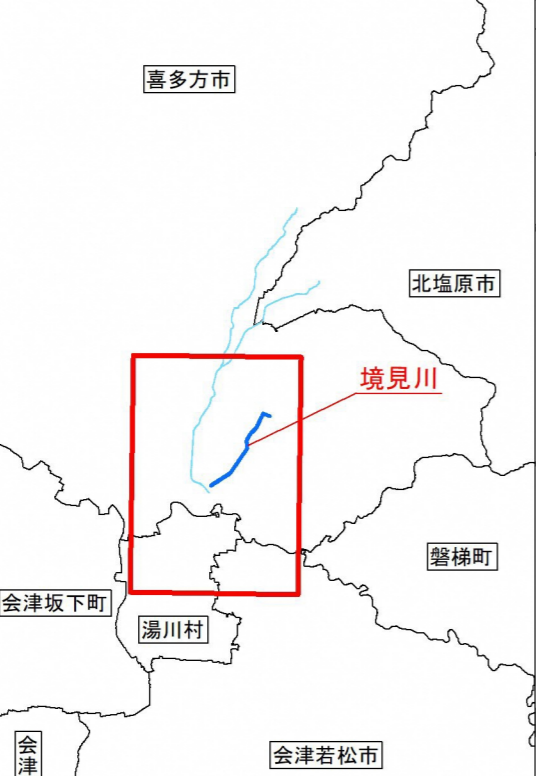 喜多方市
北塩原市
境見川
磐梯町
会津坂下町
湯川村
会津
会津若松市